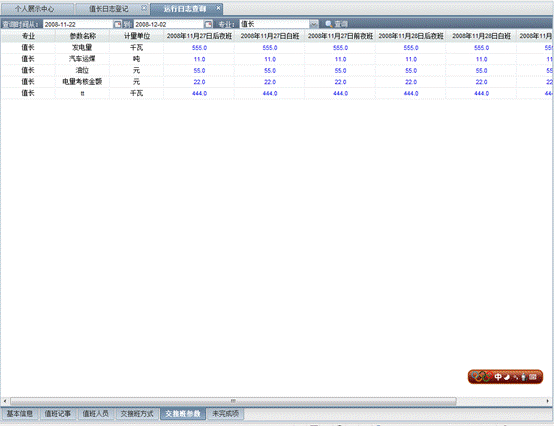 个人展示中心 值长日志登记 运行日志查询
查询时间从: 2008-11-22 到: 2008-12-02 专业: 值长 查询
专业 参数名称 计量单位 2008年11月27日后夜班 2008年11月27日白班 2008年11月27日前夜班 2008年11月28日后夜班 2008年11月28日白班 2008年11月
值长 发电量 千瓦 555.0 555.0 555.0 555.0 555.0 555
值长 汽车运煤 吨 11.0 11.0 11.0 11.0 11.0 11.
值长 油位 元 55.0 55.0 55.0 55.0 55.0 55.
值长 电量考核金额 元 22.0 22.0 22.0 22.0 22.0 22.
值长 tt 千瓦 444.0 444.0 444.0 444.0 444.0 444
中
基本信息 值班记事 值班人员 交接班方式 交接班参数 未完成项